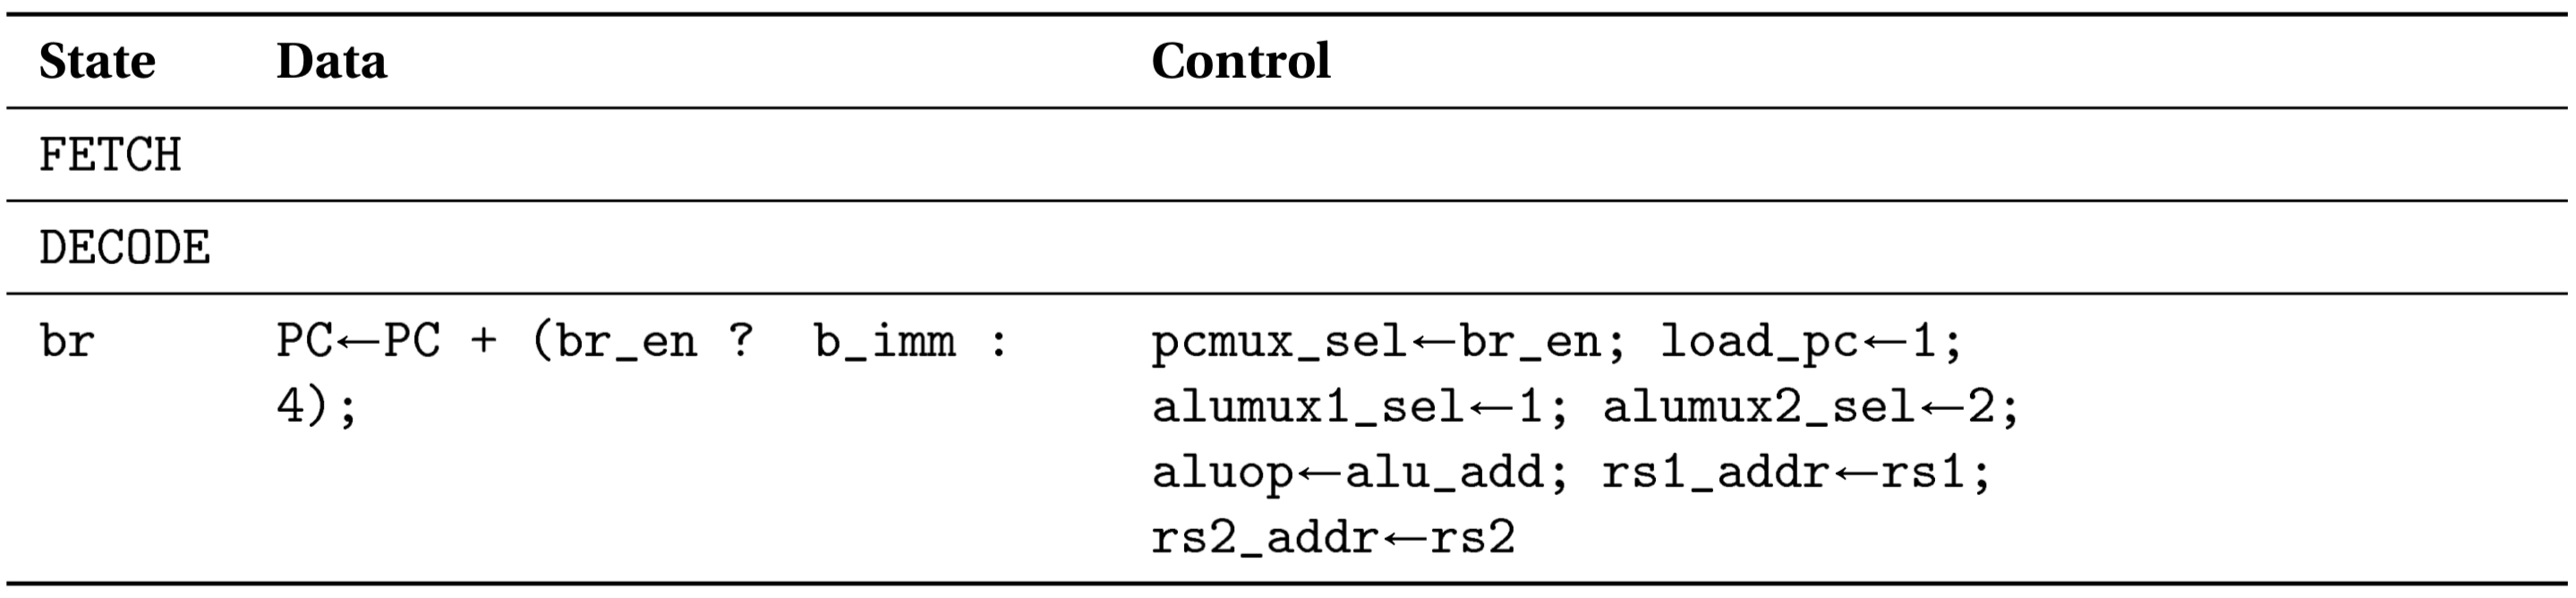 State Data Control
FETCH
DECODE
br PC←PC + (br_en ? b_imm : pcmux_sel←br_en; load_pc←1;
4); alumux1_sel←1; alumux2_sel←2;
aluop←alu_add; rs1_addr←rs1;
rs2_addr←rs2